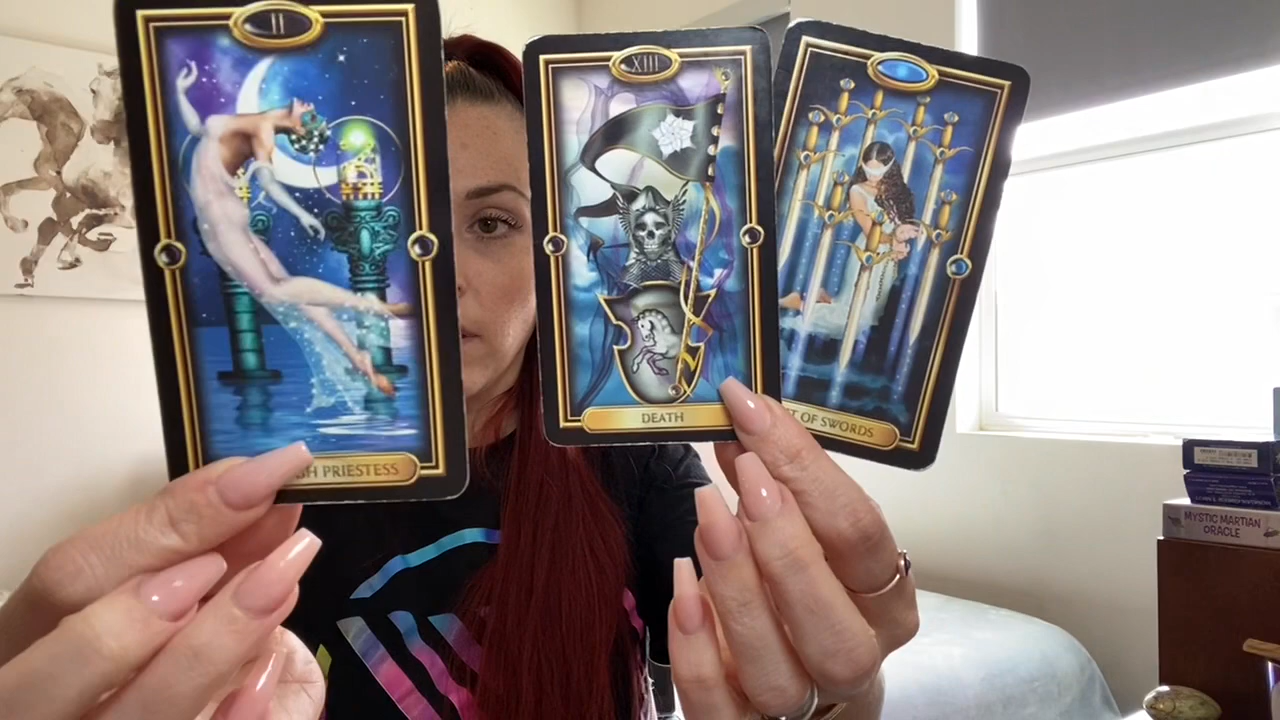 II
XIII
PRIESTESS
DEATH
OF SWORDS
MYSTIC MARTIAN
ORACLE